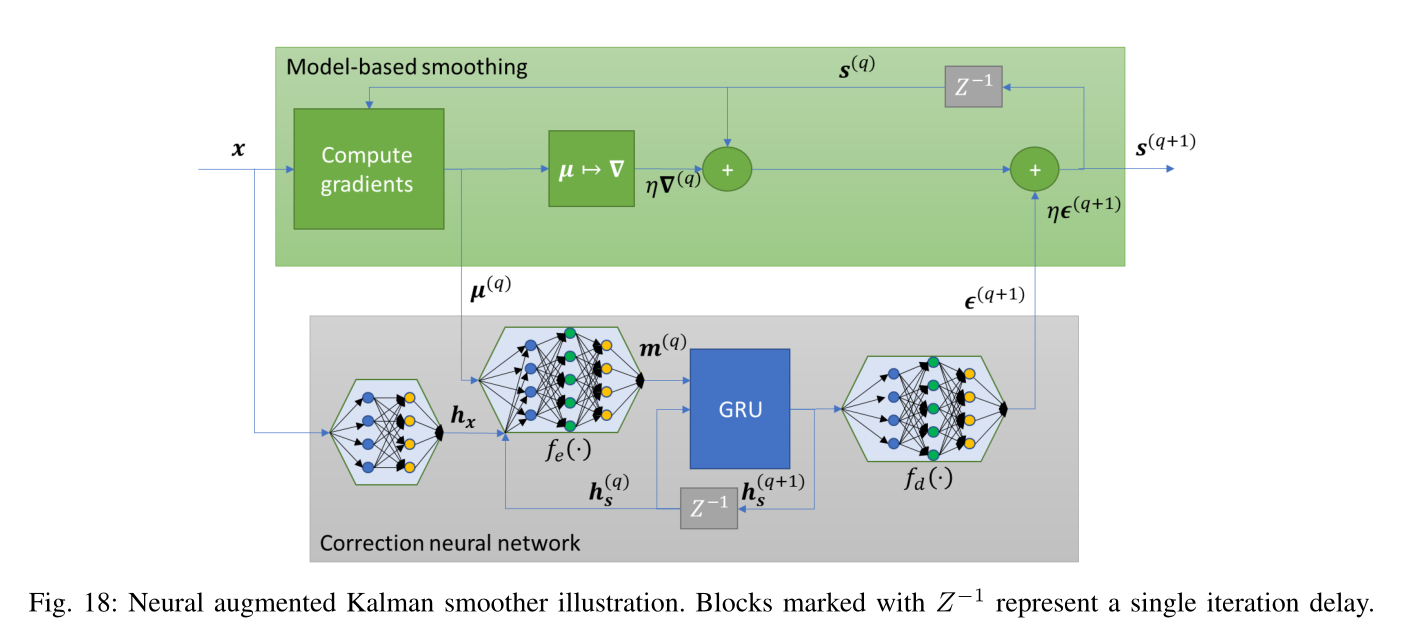 Model-based smoothing
s^(q)
Z^−1
x
Compute
gradients
μ ↦ ∇
η∇^(q)
+
+
s^(q+1)
ηϵ^(q+1)
μ^(q)
ϵ^(q+1)
m^(q)
h_x
f_e(·)
GRU
f_d(·)
h_s^(q)
Z^−1
h_s^(q+1)
Correction neural network
Fig. 18: Neural augmented Kalman smoother illustration. Blocks marked with Z^−1 represent a single iteration delay.